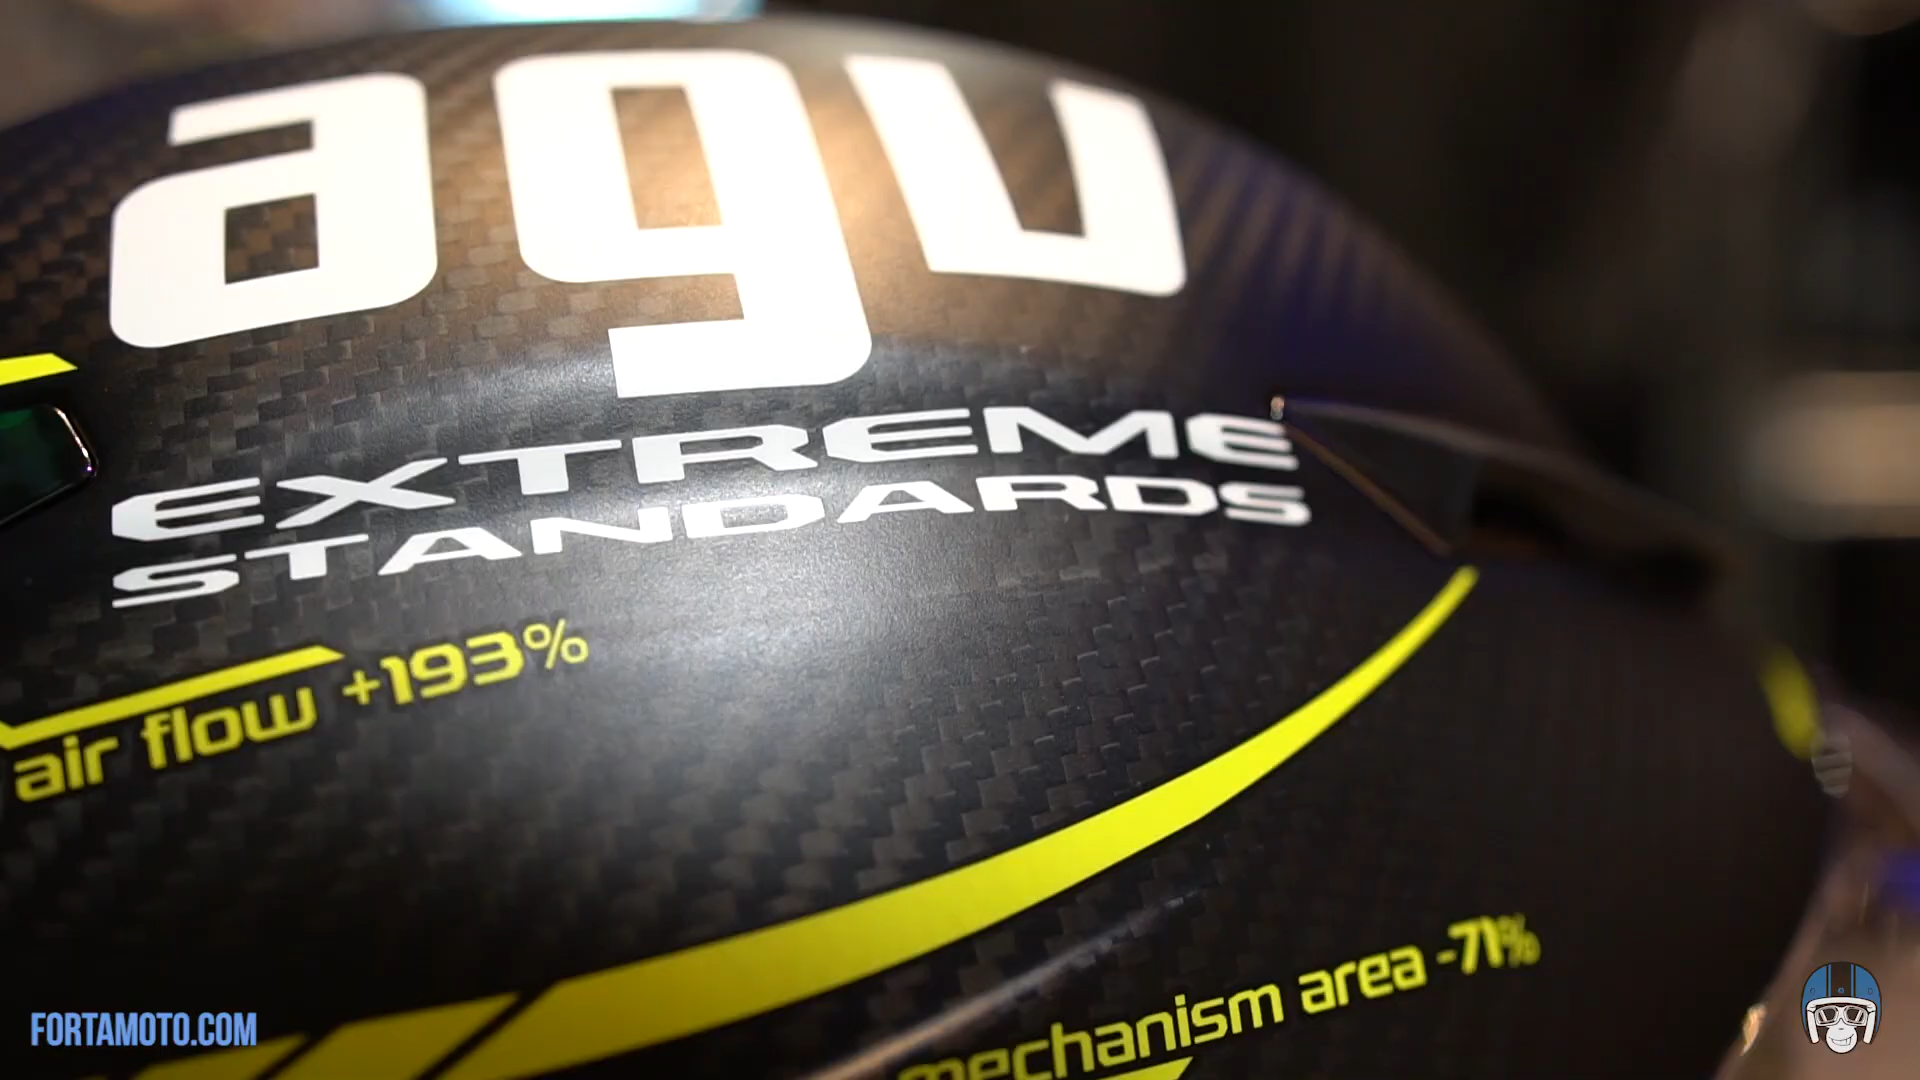 agv
EXTREME
STANDARDS
air flow +193%
mechanism area -71%
FORTAMOTO.COM